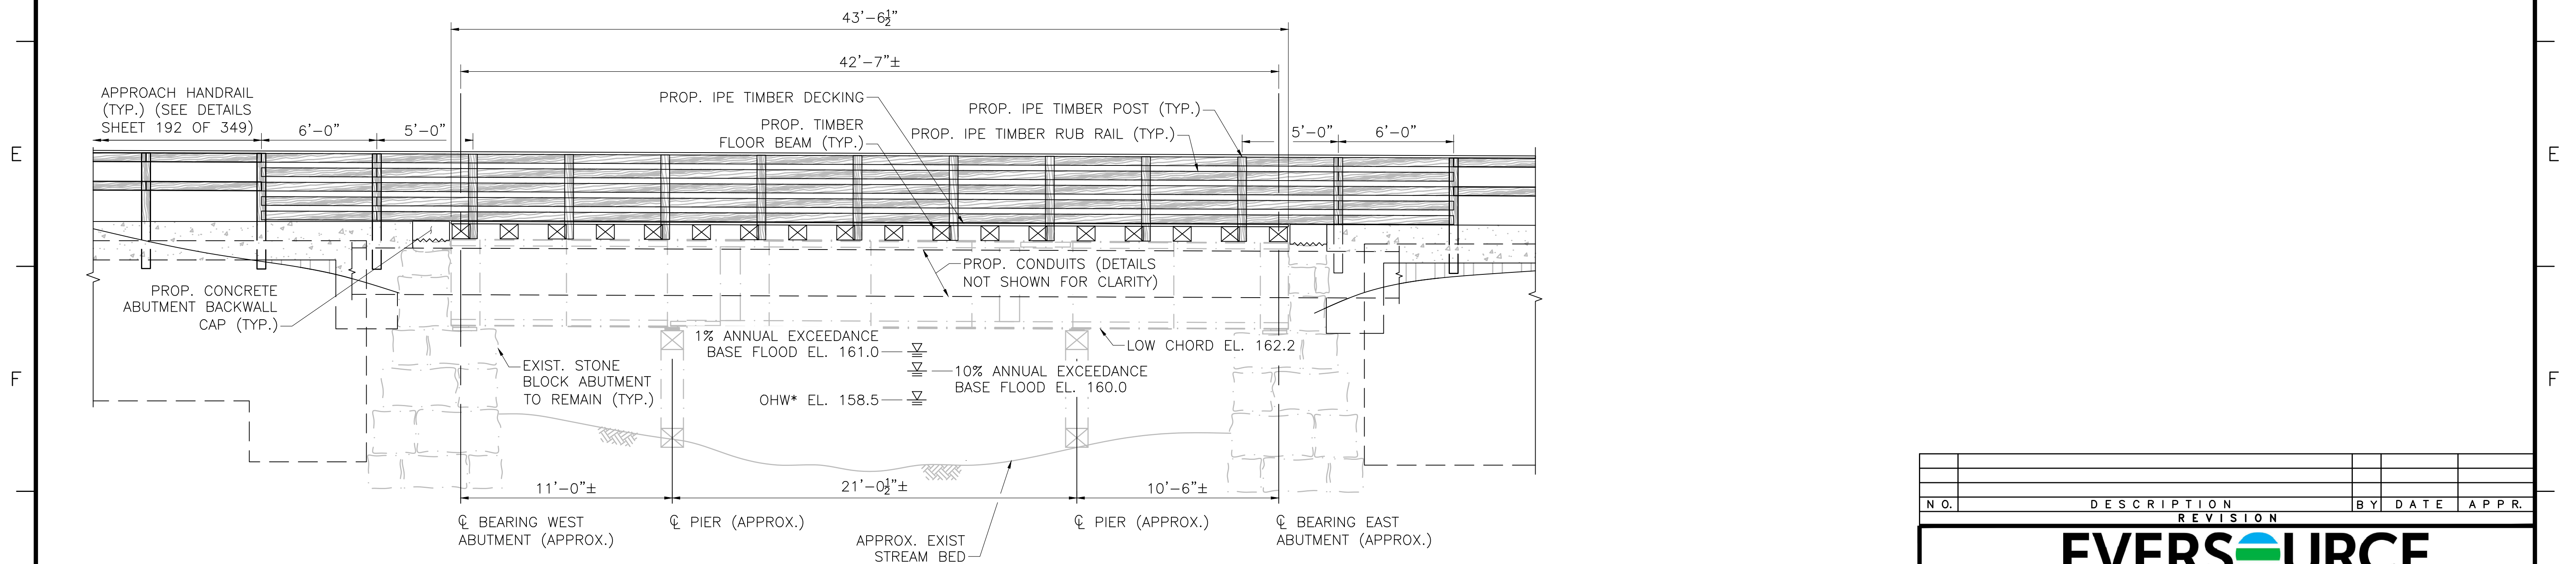 43'-6½"
42'-7"±
APPROACH HANDRAIL
(TYP.) (SEE DETAILS
SHEET 192 OF 349)
6'-0"
5'-0"
PROP. IPE TIMBER DECKING
PROP. TIMBER
FLOOR BEAM (TYP.)
PROP. IPE TIMBER POST (TYP.)
PROP. IPE TIMBER RUB RAIL (TYP.)
5'-0"
6'-0"
E
E
PROP. CONCRETE
ABUTMENT BACKWALL
CAP (TYP.)
PROP. CONDUITS (DETAILS
NOT SHOWN FOR CLARITY)
1% ANNUAL EXCEEDANCE
BASE FLOOD EL. 161.0
LOW CHORD EL. 162.2
EXIST. STONE
BLOCK ABUTMENT
TO REMAIN (TYP.)
10% ANNUAL EXCEEDANCE
BASE FLOOD EL. 160.0
OHW* EL. 158.5
F
F
11'-0"±
21'-0½"±
10'-6"±
℄ BEARING WEST
ABUTMENT (APPROX.)
℄ PIER (APPROX.)
℄ PIER (APPROX.)
℄ BEARING EAST
ABUTMENT (APPROX.)
APPROX. EXIST
STREAM BED
NO. DESCRIPTION BY DATE APPR.
REVISION
EVERSOURCE